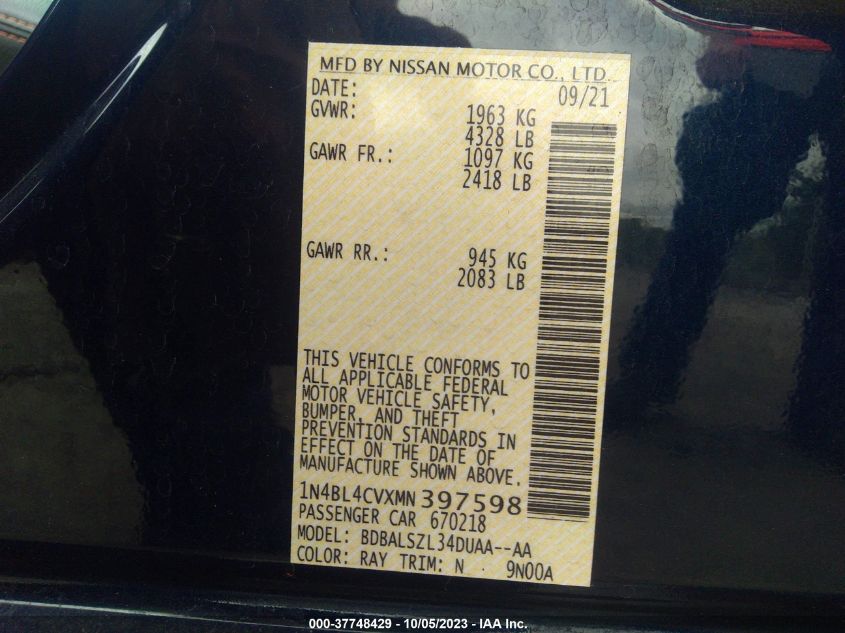 MFD BY NISSAN MOTOR CO., LTD.
DATE: 09/21
GVWR: 1963 KG
4328 LB
GAWR FR.: 1097 KG
2418 LB
GAWR RR.: 945 KG
2083 LB
THIS VEHICLE CONFORMS TO
ALL APPLICABLE FEDERAL
MOTOR VEHICLE SAFETY,
BUMPER, AND THEFT
PREVENTION STANDARDS IN
EFFECT ON THE DATE OF
MANUFACTURE SHOWN ABOVE.
1N4BL4CVXMN397598
PASSENGER CAR 670218
MODEL: BDBALSZL34DUAA--AA
COLOR: RAY TRIM: N · 9N00A
000-37748429 - 10/05/2023 - IAA Inc.